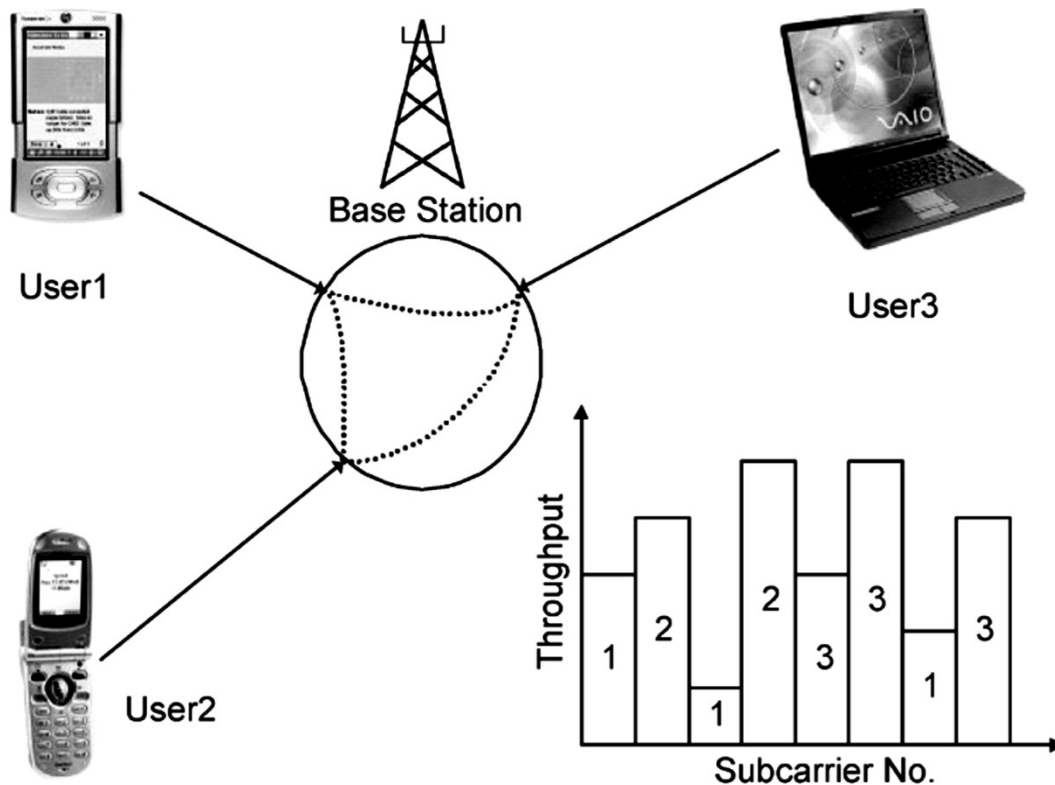 Base Station
VAIO
User1
User3
User2
Throughput
1
2
1
2
3
3
1
3
Subcarrier No.